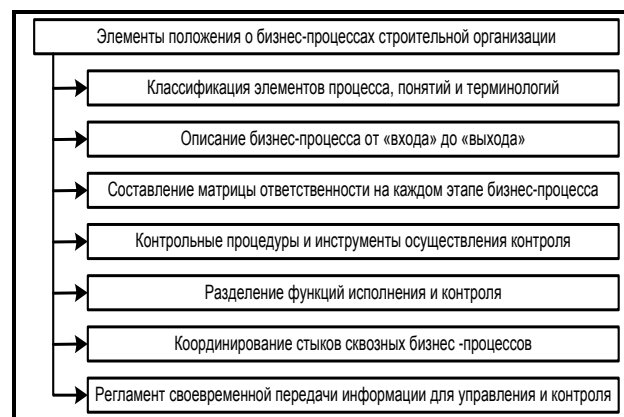 Элементы положения о бизнес-процессах строительной организации
Классификация элементов процесса, понятий и терминологий
Описание бизнес-процесса от «входа» до «выхода»
Составление матрицы ответственности на каждом этапе бизнес-процесса
Контрольные процедуры и инструменты осуществления контроля
Разделение функций исполнения и контроля
Координирование стыков сквозных бизнес -процессов
Регламент своевременной передачи информации для управления и контроля